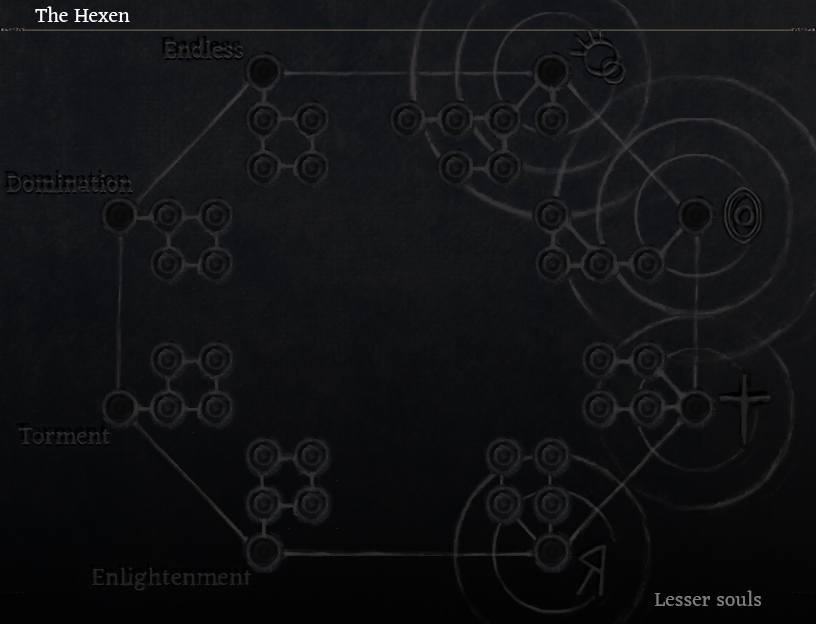 The Hexen
Endless
Domination
Torment
Enlightenment
Lesser souls